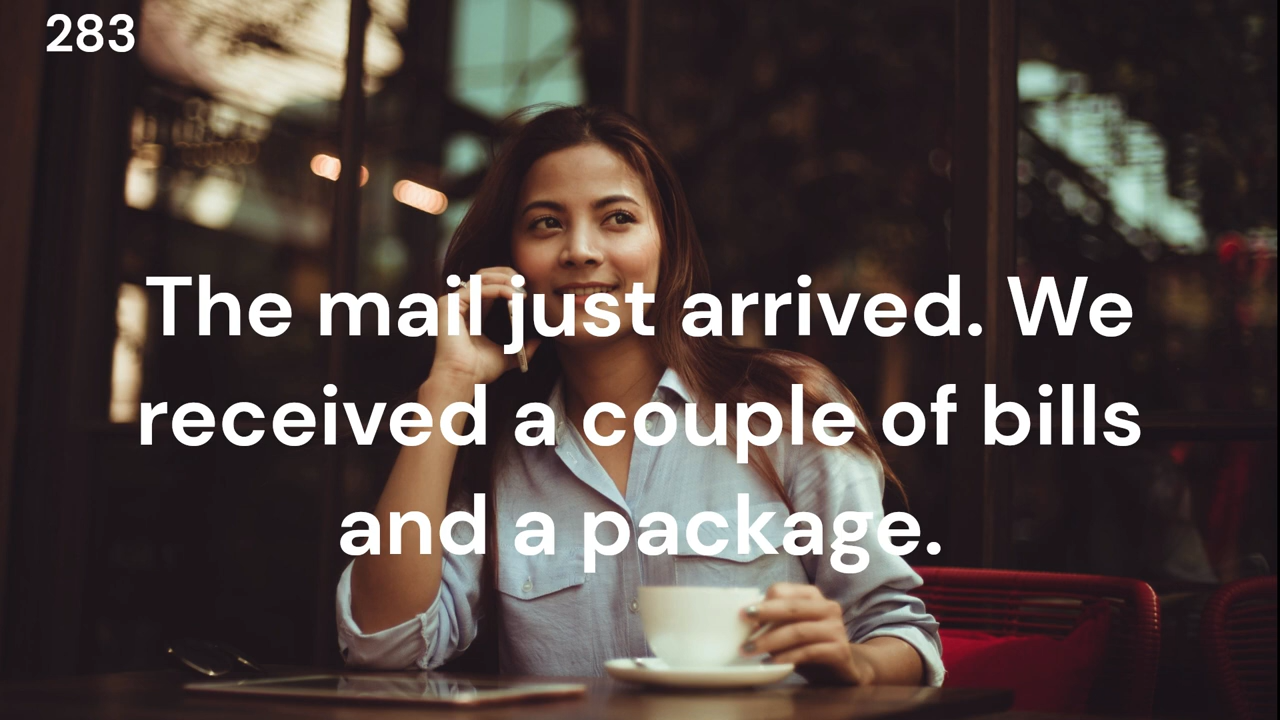 283
The mail just arrived. We
received a couple of bills
and a package.